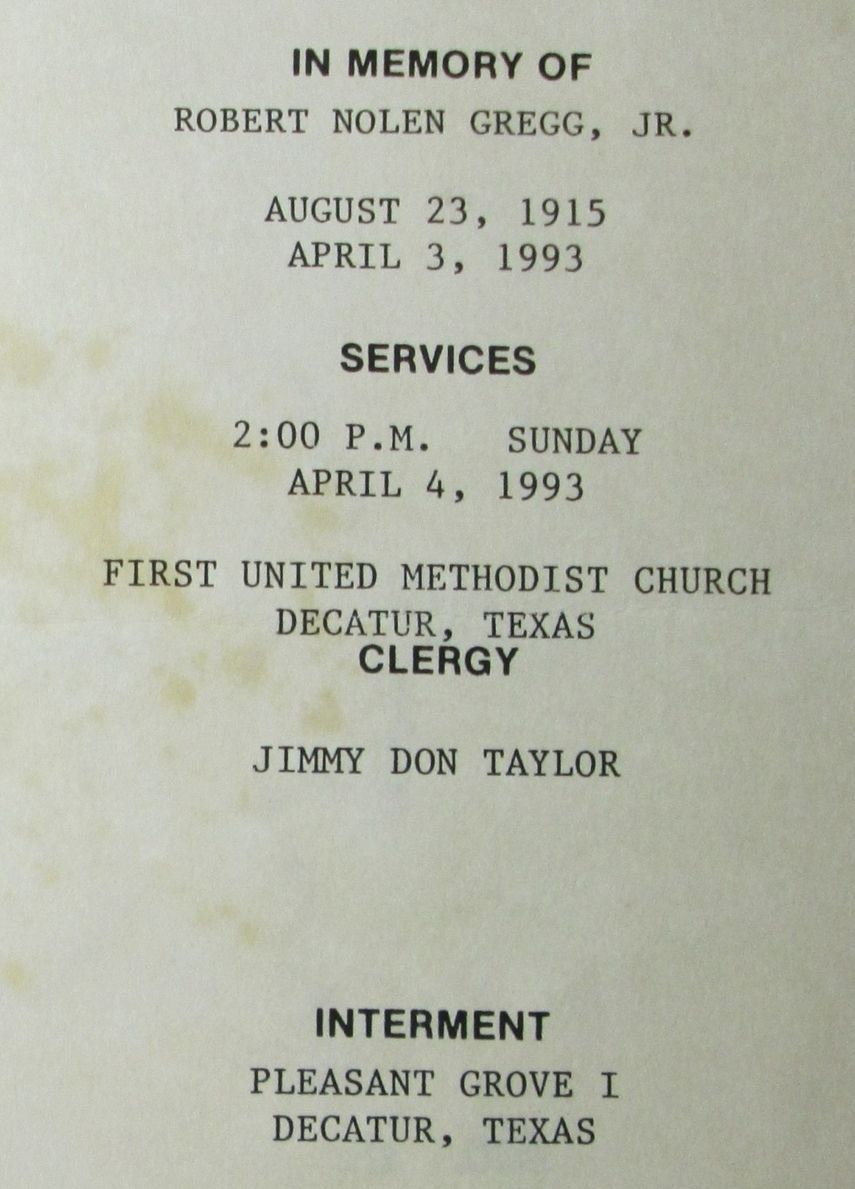 IN MEMORY OF
ROBERT NOLEN GREGG, JR.
AUGUST 23, 1915
APRIL 3, 1993
SERVICES
2:00 P.M. SUNDAY
APRIL 4, 1993
FIRST UNITED METHODIST CHURCH
DECATUR, TEXAS
CLERGY
JIMMY DON TAYLOR
INTERMENT
PLEASANT GROVE I
DECATUR, TEXAS